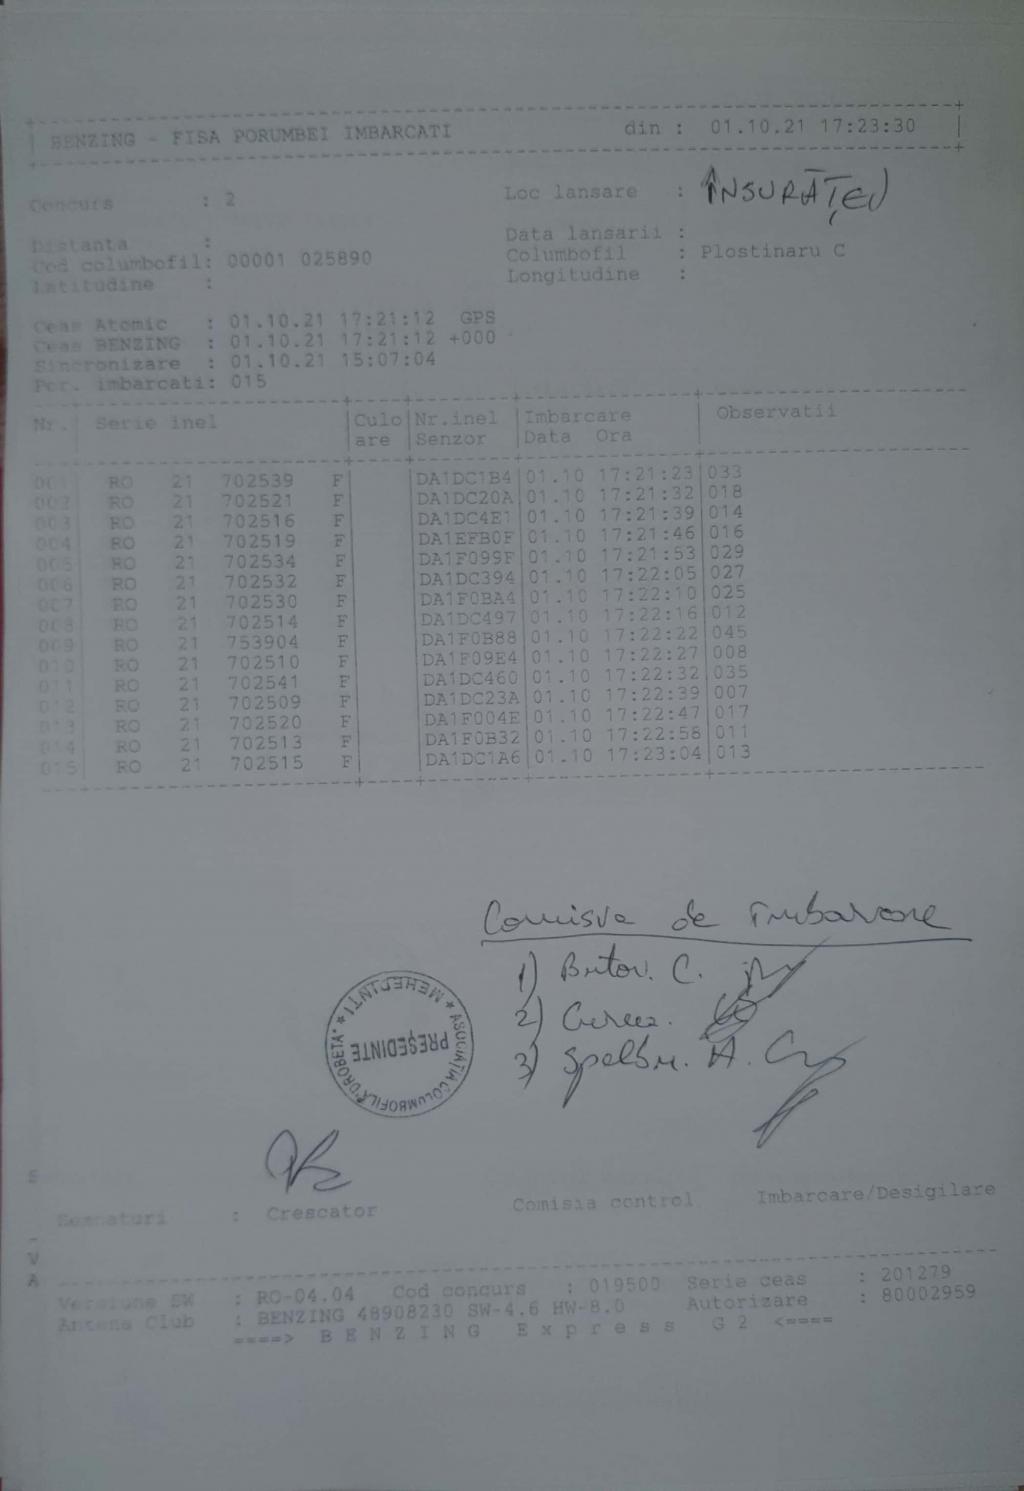 BENZING - FISA PORUMBEI IMBARCATI din : 01.10.21 17:23:30
Concurs : 2 Loc lansare : ÎNSURĂȚEI
Distanta : Data lansarii :
Cod columbofil: 00001 025890 Columbofil : Plostinaru C
Latitudine : Longitudine :
Ceas Atomic : 01.10.21 17:21:12 GPS
Ceas BENZING : 01.10.21 17:21:12 +000
Sincronizare : 01.10.21 15:07:04
Por. imbarcati: 015
Nr. Serie inel Culo Nr.inel Imbarcare Observatii
are Senzor Data Ora
001 RO 21 702539 F DA1DC1B4 01.10 17:21:23 033
002 RO 21 702521 F DA1DC20A 01.10 17:21:32 018
003 RO 21 702516 F DA1DC4E1 01.10 17:21:39 014
004 RO 21 702519 F DA1EFB0F 01.10 17:21:46 016
005 RO 21 702534 F DA1F099F 01.10 17:21:53 029
006 RO 21 702532 F DA1DC394 01.10 17:22:05 027
007 RO 21 702530 F DA1F0BA4 01.10 17:22:10 025
008 RO 21 702514 F DA1DC497 01.10 17:22:16 012
009 RO 21 753904 F DA1F0B88 01.10 17:22:22 045
010 RO 21 702510 F DA1F09E4 01.10 17:22:27 008
011 RO 21 702541 F DA1DC460 01.10 17:22:32 035
012 RO 21 702509 F DA1DC23A 01.10 17:22:39 007
013 RO 21 702520 F DA1F004E 01.10 17:22:47 017
014 RO 21 702513 F DA1F0B32 01.10 17:22:58 011
015 RO 21 702515 F DA1DC1A6 01.10 17:23:04 013
Comisia de Imbarcare
1) Butov. C.
2)
3) A.
ASOCIAȚIA COLUMBOFILĂ "DROBETA" * MEHEDINTI *
PREȘEDINTE
Semnaturi : Crescator Comisia control Imbarcare/Desigilare
V
A
Versiune SW : RO-04.04 Cod concurs : 019500 Serie ceas : 201279
Antena Club : BENZING 48908230 SW-4.6 HW-8.0 Autorizare : 80002959
====> B E N Z I N G E x p r e s s G 2 <====